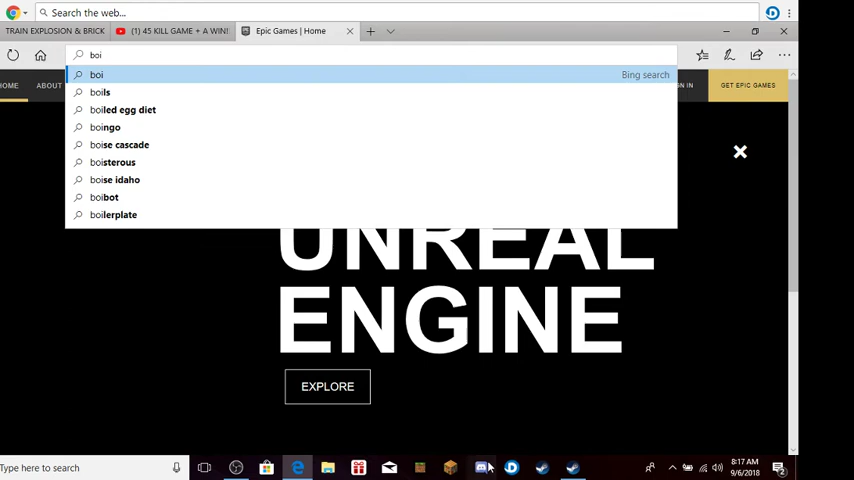 Search the web...
TRAIN EXPLOSION & BRICK
(1) 45 KILL GAME + A WIN!
Epic Games | Home
boi
boi Bing search
boils
boiled egg diet
boingo
boise cascade
boisterous
boise idaho
boibot
boilerplate
HOME ABOUT GN IN GET EPIC GAMES
UNREAL
ENGINE
EXPLORE
Type here to search
8:17 AM
9/6/2018
2